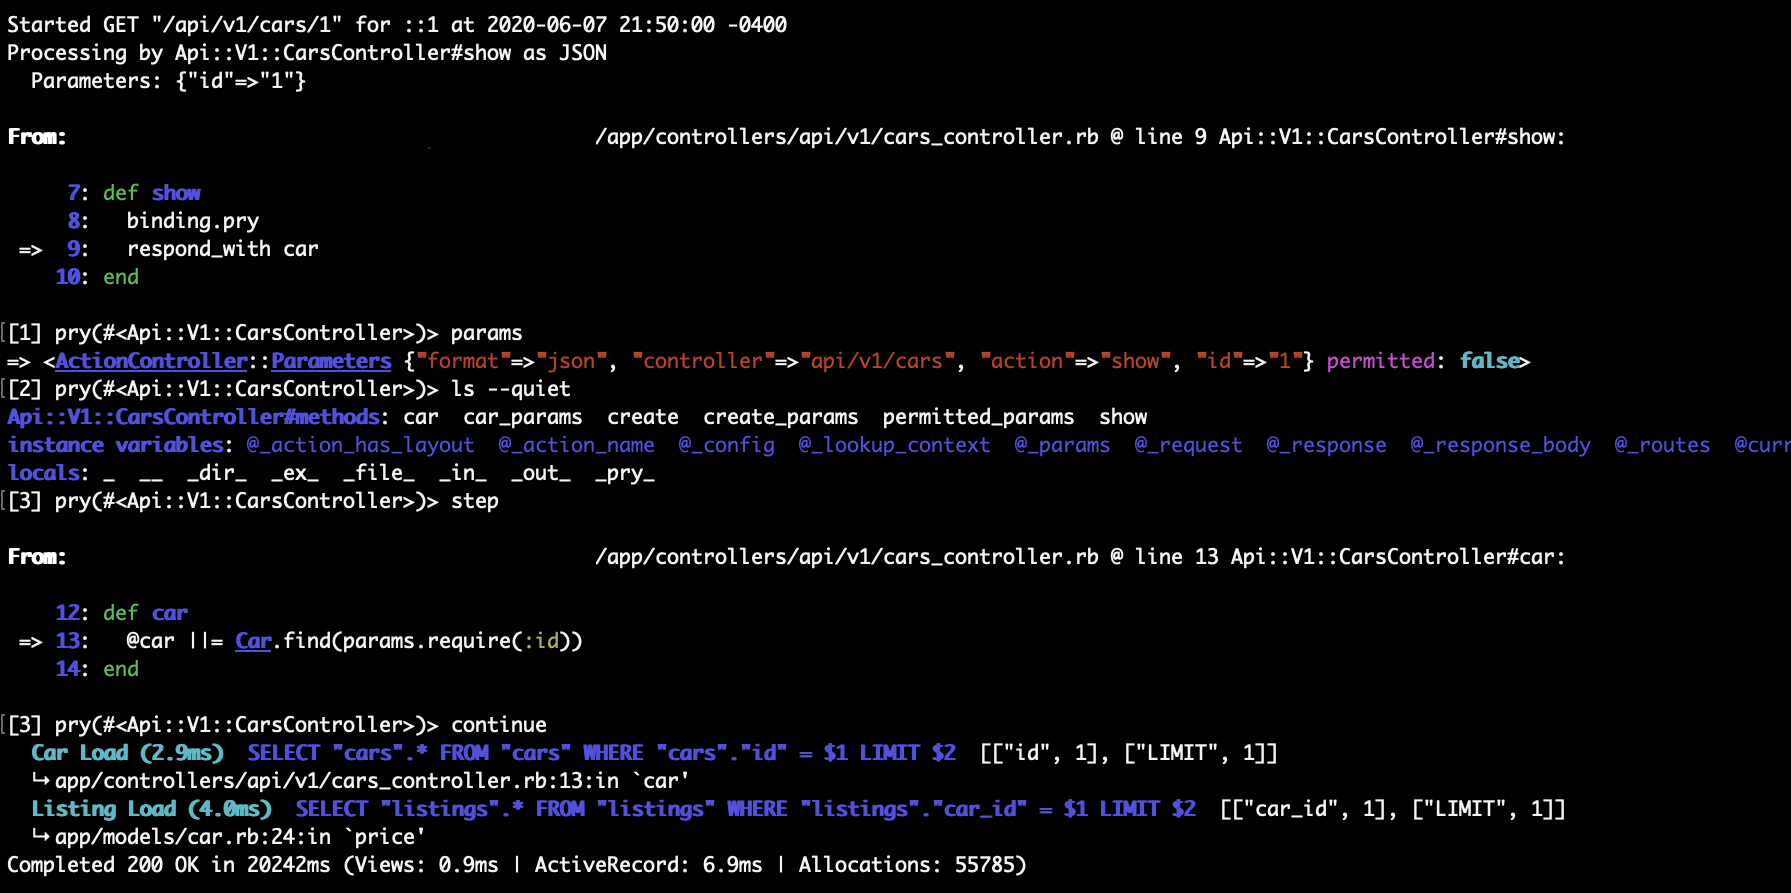 Started GET "/api/v1/cars/1" for ::1 at 2020-06-07 21:50:00 -0400
Processing by Api::V1::CarsController#show as JSON
  Parameters: {"id"=>"1"}
From: /app/controllers/api/v1/cars_controller.rb @ line 9 Api::V1::CarsController#show:
     7: def show
     8:   binding.pry
 =>  9:   respond_with car
    10: end
[[1] pry(#<Api::V1::CarsController>)> params
=> <ActionController::Parameters {"format"=>"json", "controller"=>"api/v1/cars", "action"=>"show", "id"=>"1"} permitted: false>
[[2] pry(#<Api::V1::CarsController>)> ls --quiet
Api::V1::CarsController#methods: car  car_params  create  create_params  permitted_params  show
instance variables: @_action_has_layout  @_action_name  @_config  @_lookup_context  @_params  @_request  @_response  @_response_body  @_routes  @curr
locals: _  __  _dir_  _ex_  _file_  _in_  _out_  _pry_
[[3] pry(#<Api::V1::CarsController>)> step
From: /app/controllers/api/v1/cars_controller.rb @ line 13 Api::V1::CarsController#car:
    12: def car
 => 13:   @car ||= Car.find(params.require(:id))
    14: end
[[3] pry(#<Api::V1::CarsController>)> continue
  Car Load (2.9ms)  SELECT "cars".* FROM "cars" WHERE "cars"."id" = $1 LIMIT $2  [["id", 1], ["LIMIT", 1]]
  ↳ app/controllers/api/v1/cars_controller.rb:13:in `car'
  Listing Load (4.0ms)  SELECT "listings".* FROM "listings" WHERE "listings"."car_id" = $1 LIMIT $2  [["car_id", 1], ["LIMIT", 1]]
  ↳ app/models/car.rb:24:in `price'
Completed 200 OK in 20242ms (Views: 0.9ms | ActiveRecord: 6.9ms | Allocations: 55785)